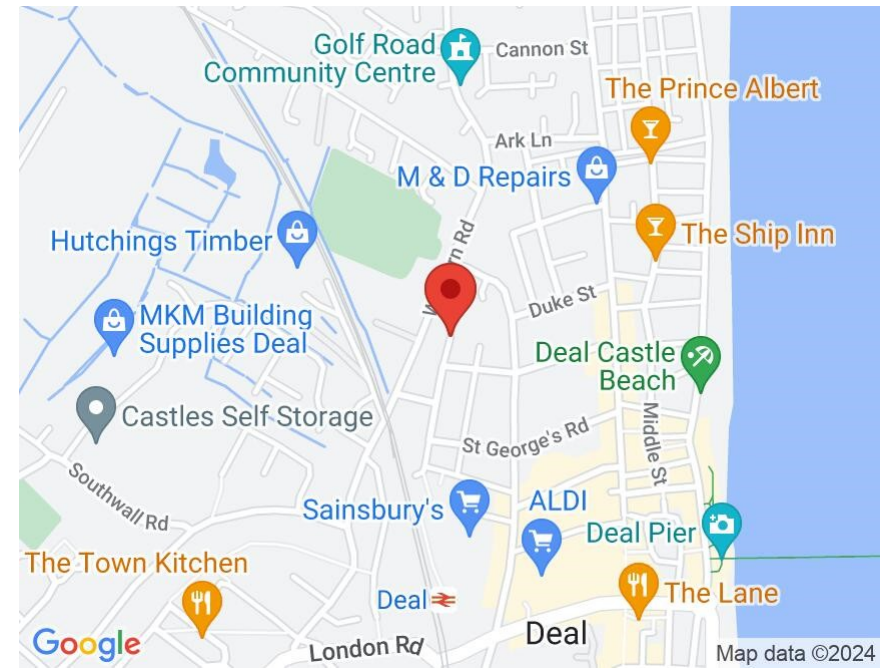 Golf Road
Community Centre
Cannon St
The Prince Albert
Ark Ln
M & D Repairs
Hutchings Timber
The Ship Inn
MKM Building
Supplies Deal
Duke St
Deal Castle
Beach
Castles Self Storage
Middle St
St George's Rd
Southwall Rd
Sainsbury's
ALDI
Deal Pier
The Town Kitchen
Deal
The Lane
London Rd
Deal
Google
Map data ©2024